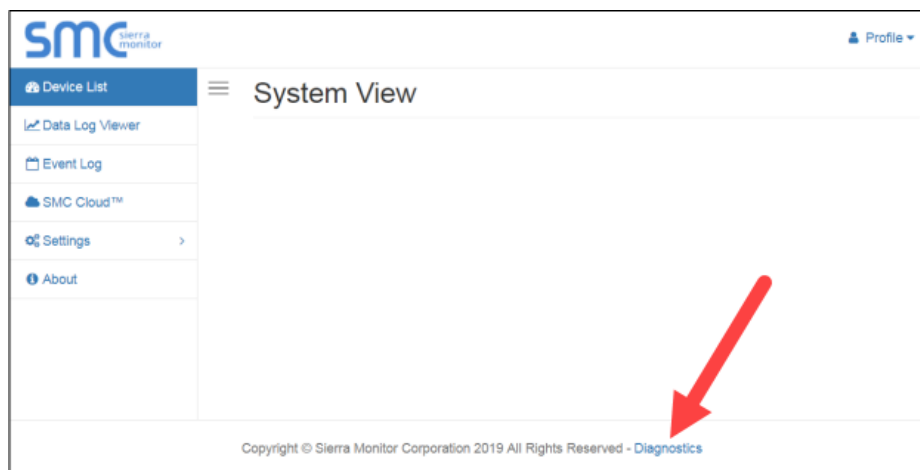 SMC sierra monitor
Profile
Device List
System View
Data Log Viewer
Event Log
SMC Cloud™
Settings
About
Copyright © Sierra Monitor Corporation 2019 All Rights Reserved - Diagnostics